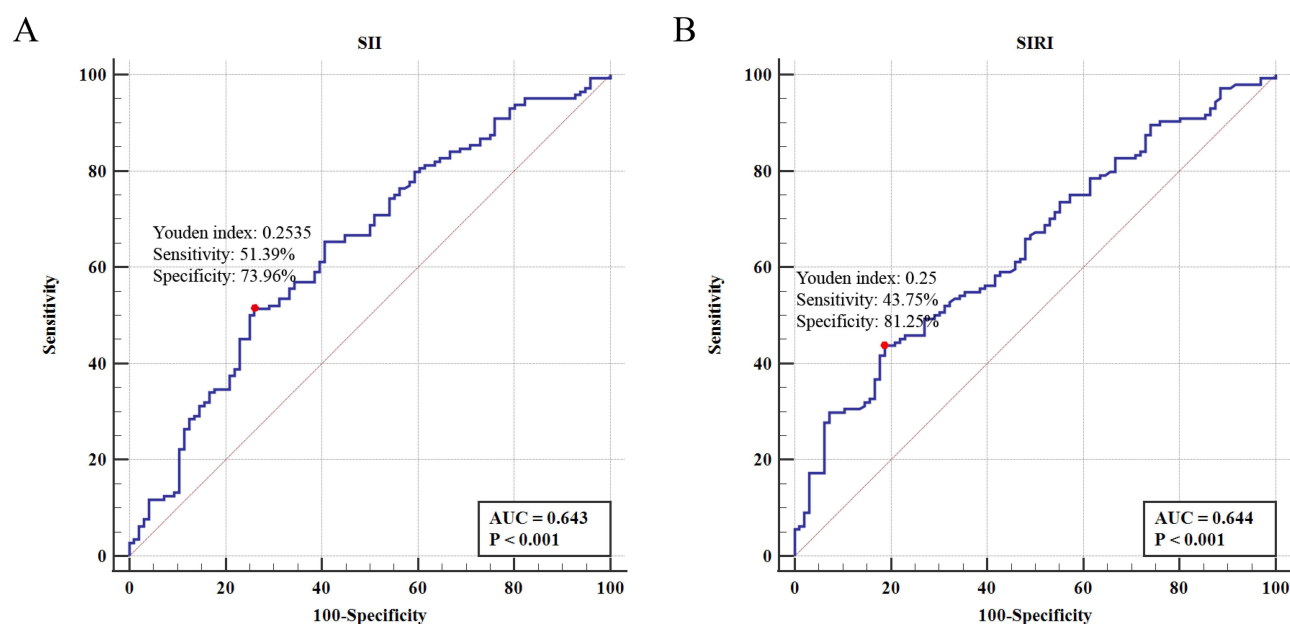 A
SII
100
80
60
40
20
0
Sensitivity
Youden index: 0.2535
Sensitivity: 51.39%
Specificity: 73.96%
AUC = 0.643
P < 0.001
0 20 40 60 80 100
100-Specificity
B
SIRI
100
80
60
40
20
0
Sensitivity
Youden index: 0.25
Sensitivity: 43.75%
Specificity: 81.25%
AUC = 0.644
P < 0.001
0 20 40 60 80 100
100-Specificity